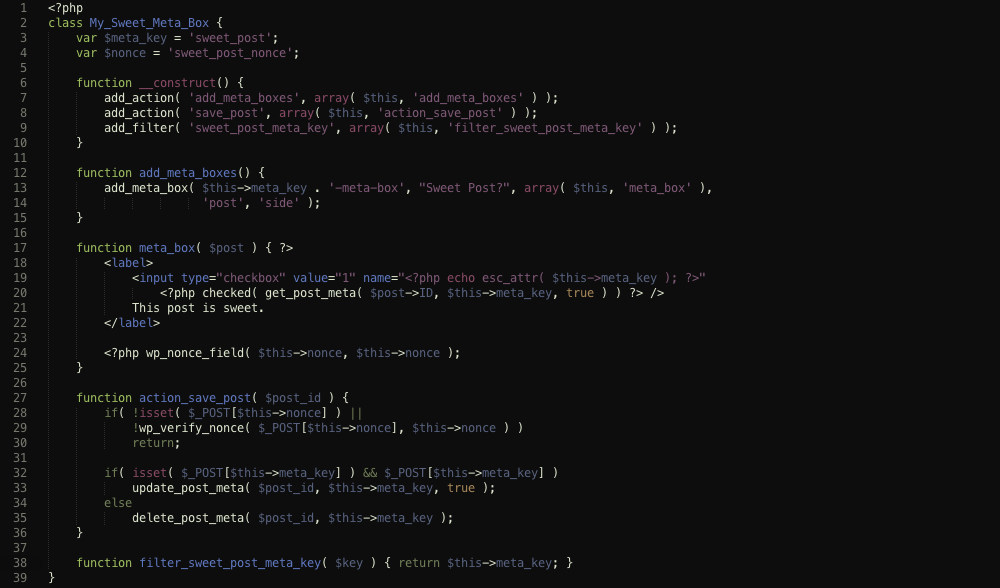 1 <?php
2 class My_Sweet_Meta_Box {
3     var $meta_key = 'sweet_post';
4     var $nonce = 'sweet_post_nonce';
5
6     function __construct() {
7         add_action( 'add_meta_boxes', array( $this, 'add_meta_boxes' ) );
8         add_action( 'save_post', array( $this, 'action_save_post' ) );
9         add_filter( 'sweet_post_meta_key', array( $this, 'filter_sweet_post_meta_key' ) );
10     }
11
12     function add_meta_boxes() {
13         add_meta_box( $this->meta_key . '-meta-box', "Sweet Post?", array( $this, 'meta_box' ),
14                       'post', 'side' );
15     }
16
17     function meta_box( $post ) { ?>
18         <label>
19             <input type="checkbox" value="1" name="<?php echo esc_attr( $this->meta_key ); ?>"
20                 <?php checked( get_post_meta( $post->ID, $this->meta_key, true ) ) ?> />
21             This post is sweet.
22         </label>
23
24         <?php wp_nonce_field( $this->nonce, $this->nonce );
25     }
26
27     function action_save_post( $post_id ) {
28         if( !isset( $_POST[$this->nonce] ) ||
29             !wp_verify_nonce( $_POST[$this->nonce], $this->nonce ) )
30             return;
31
32         if( isset( $_POST[$this->meta_key] ) && $_POST[$this->meta_key] )
33             update_post_meta( $post_id, $this->meta_key, true );
34         else
35             delete_post_meta( $post_id, $this->meta_key );
36     }
37
38     function filter_sweet_post_meta_key( $key ) { return $this->meta_key; }
39 }